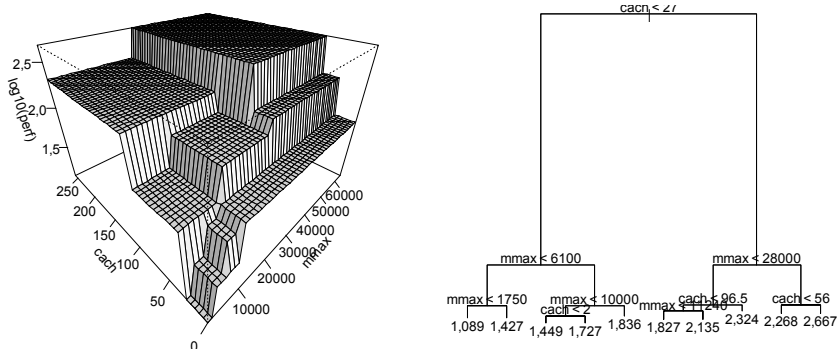 2,5
2,0
1,5
log10(perf)
250
200
150
100
50
0
cach
60000
50000
40000
30000
20000
10000
mmax
cach < 27
mmax < 6100
mmax < 28000
mmax < 1750
mmax < 10000
cach < 2
cach < 96.5
mmax < 11240
cach < 56
1,089
1,427
1,449
1,727
1,836
1,827
2,135
2,324
2,268
2,667